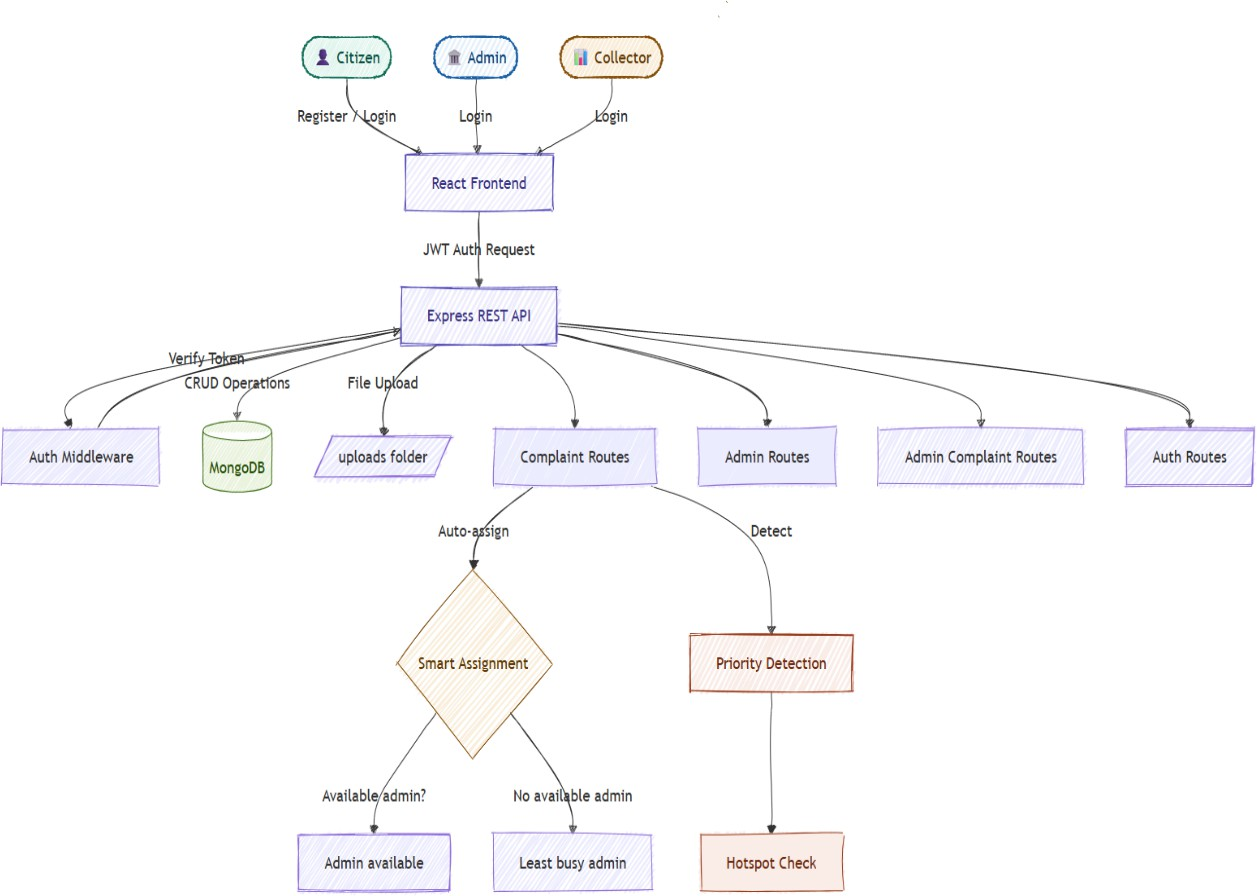 Citizen
Admin
Collector
Register / Login
Login
Login
React Frontend
JWT Auth Request
Express REST API
Verify Token
CRUD Operations
File Upload
Auth Middleware
MongoDB
uploads folder
Complaint Routes
Admin Routes
Admin Complaint Routes
Auth Routes
Auto-assign
Detect
Smart Assignment
Priority Detection
Available admin?
No available admin
Admin available
Least busy admin
Hotspot Check